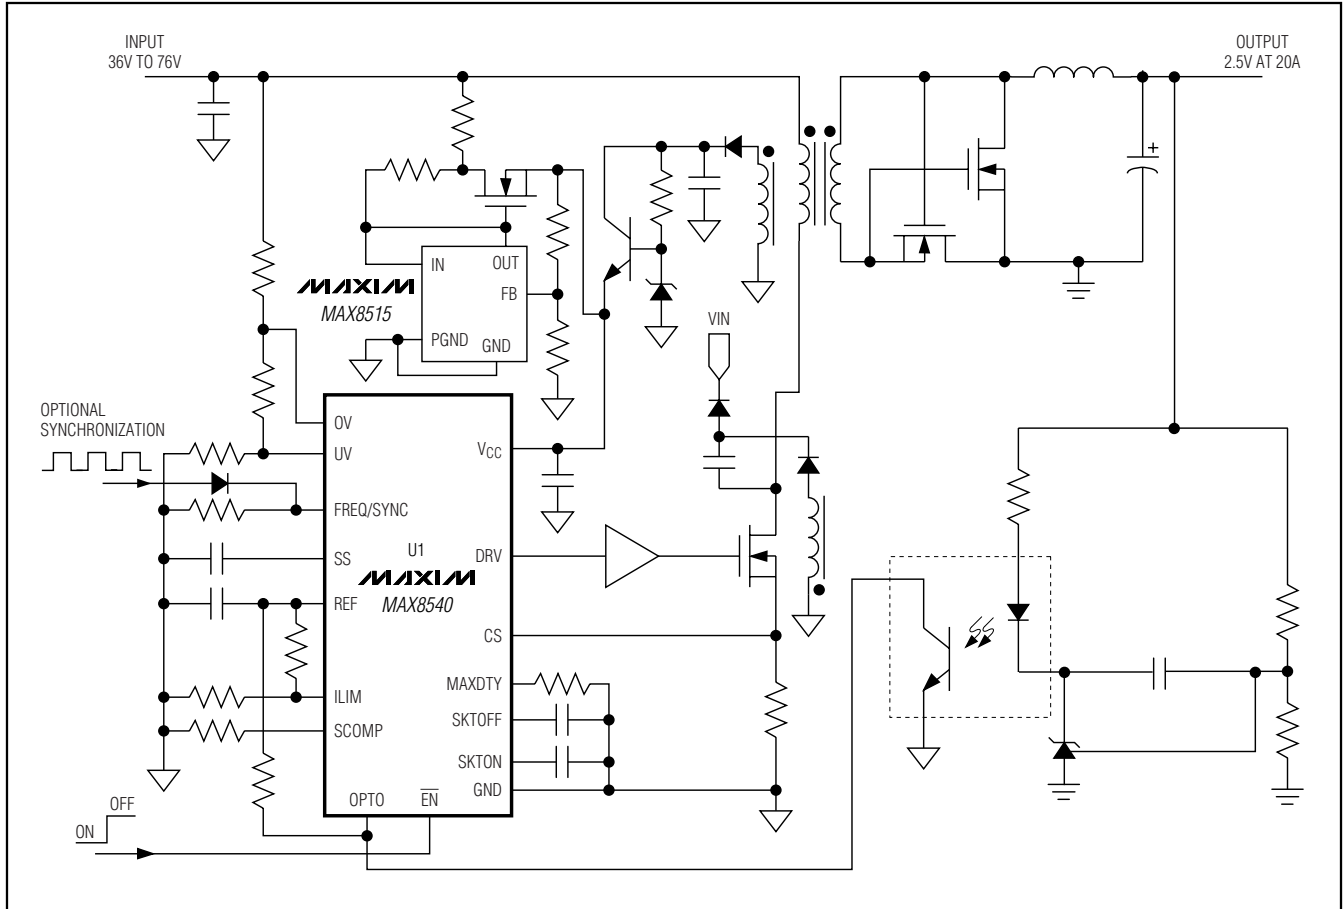 INPUT
36V TO 76V
OUTPUT
2.5V AT 20A
MAXIM
MAX8515
IN
OUT
FB
PGND
GND
VIN
OPTIONAL
SYNCHRONIZATION
OV
UV
FREQ/SYNC
SS
REF
ILIM
SCOMP
OPTO
EN
U1
MAXIM
MAX8540
VCC
DRV
CS
MAXDTY
SKTOFF
SKTON
GND
OFF
ON
+